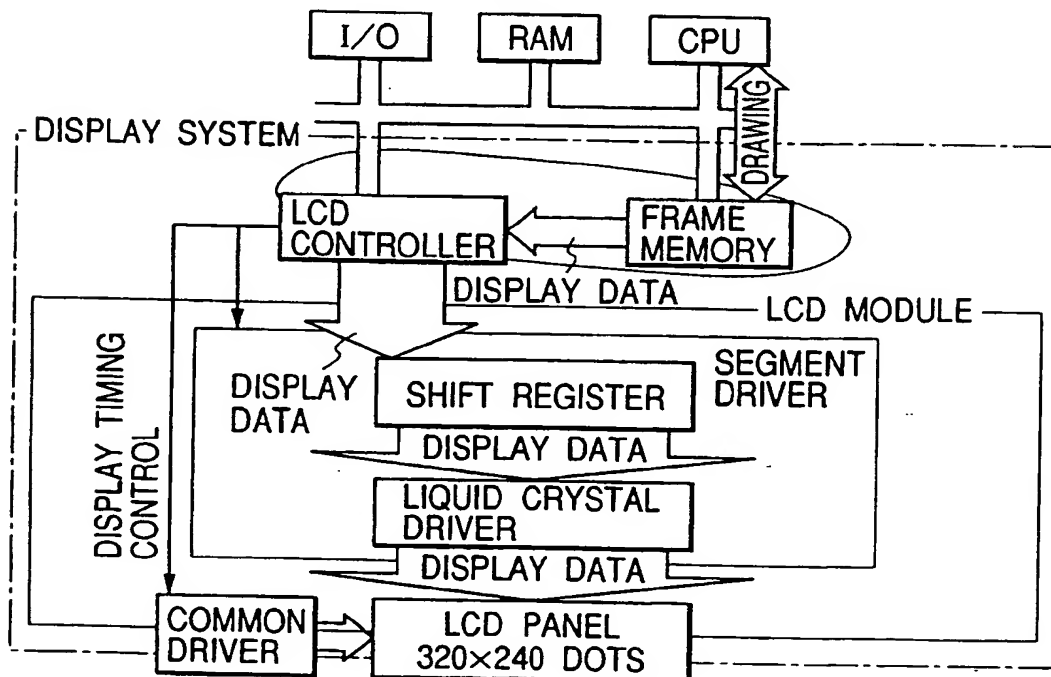 I/O
RAM
CPU
DRAWING
DISPLAY SYSTEM
LCD
CONTROLLER
FRAME
MEMORY
DISPLAY DATA
LCD MODULE
DISPLAY
DATA
SEGMENT
DRIVER
SHIFT REGISTER
DISPLAY TIMING
CONTROL
DISPLAY DATA
LIQUID CRYSTAL
DRIVER
DISPLAY DATA
COMMON
DRIVER
LCD PANEL
320×240 DOTS